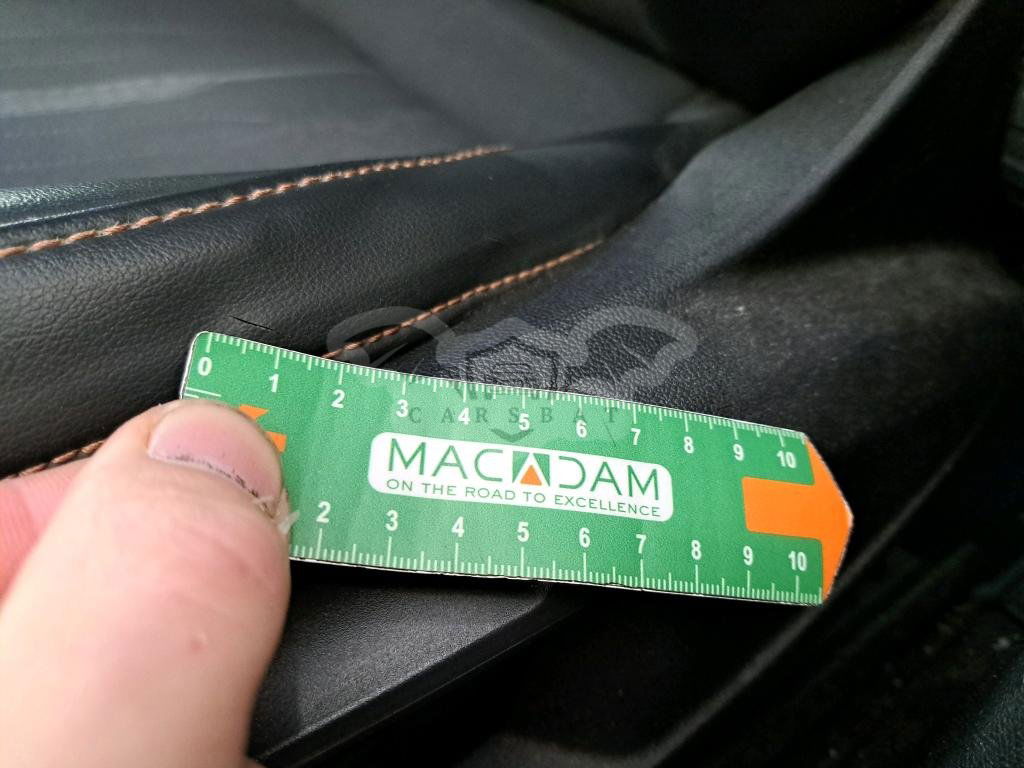 0 1 2 3 4 5 6 7 8 9 10
CARSBAT
MACADAM
ON THE ROAD TO EXCELLENCE
2 3 4 5 6 7 8 9 10